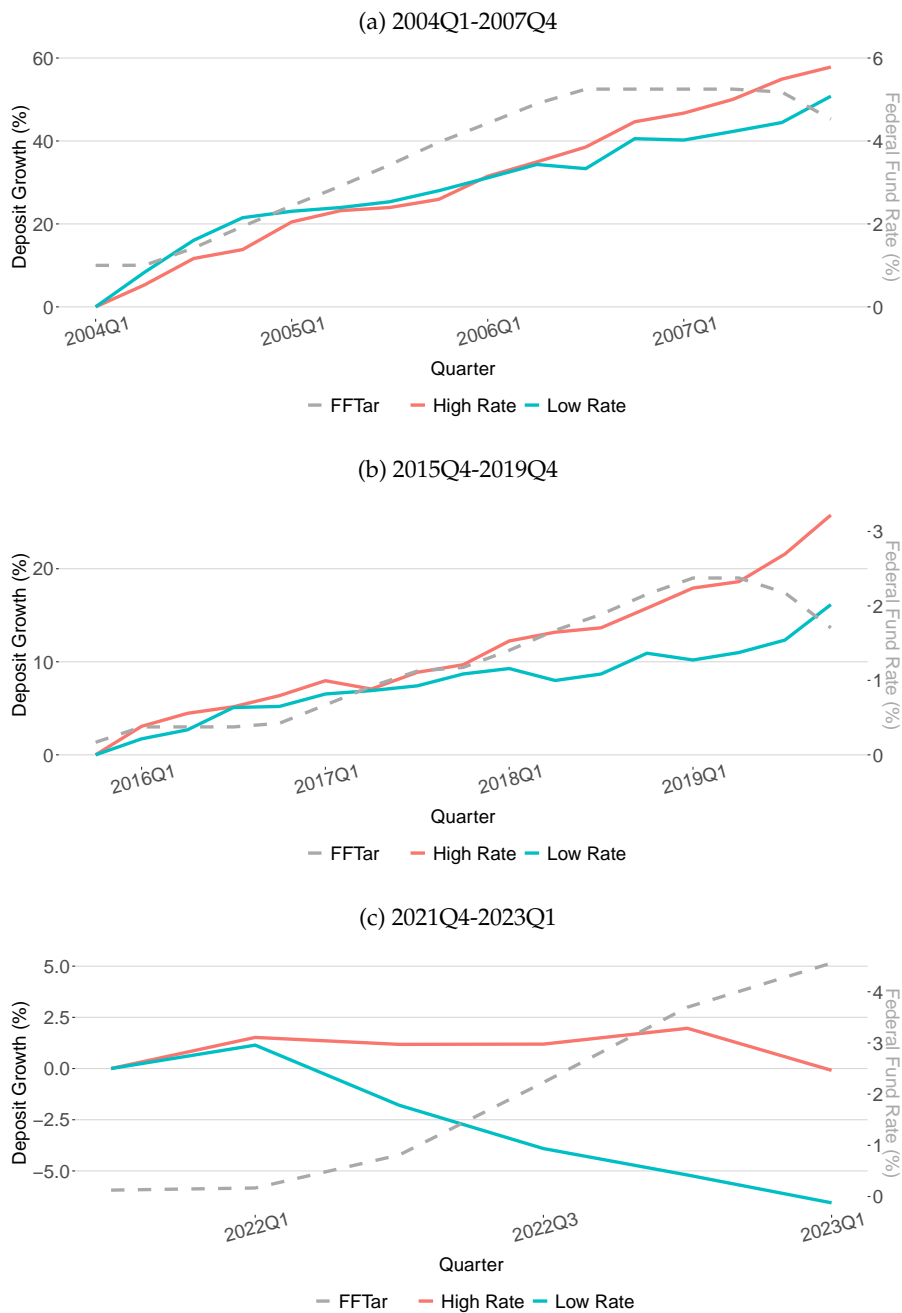 (a) 2004Q1-2007Q4
60
40
20
0
6
4
2
0
Deposit Growth (%)
Federal Fund Rate (%)
2004Q1
2005Q1
2006Q1
2007Q1
Quarter
FFTar High Rate Low Rate
(b) 2015Q4-2019Q4
20
10
0
3
2
1
0
Deposit Growth (%)
Federal Fund Rate (%)
2016Q1
2017Q1
2018Q1
2019Q1
Quarter
FFTar High Rate Low Rate
(c) 2021Q4-2023Q1
5.0
2.5
0.0
−2.5
−5.0
4
3
2
1
0
Deposit Growth (%)
Federal Fund Rate (%)
2022Q1
2022Q3
2023Q1
Quarter
FFTar High Rate Low Rate